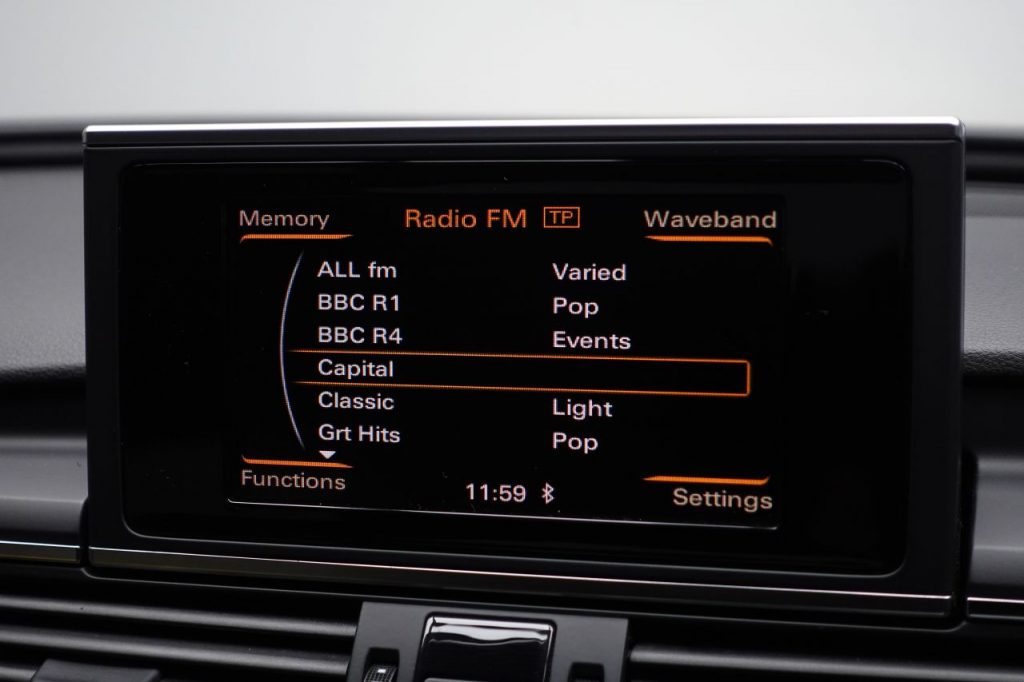 Memory Radio FM TP Waveband
ALL fm Varied
BBC R1 Pop
BBC R4 Events
Capital
Classic Light
Grt Hits Pop
Functions 11:59 Settings